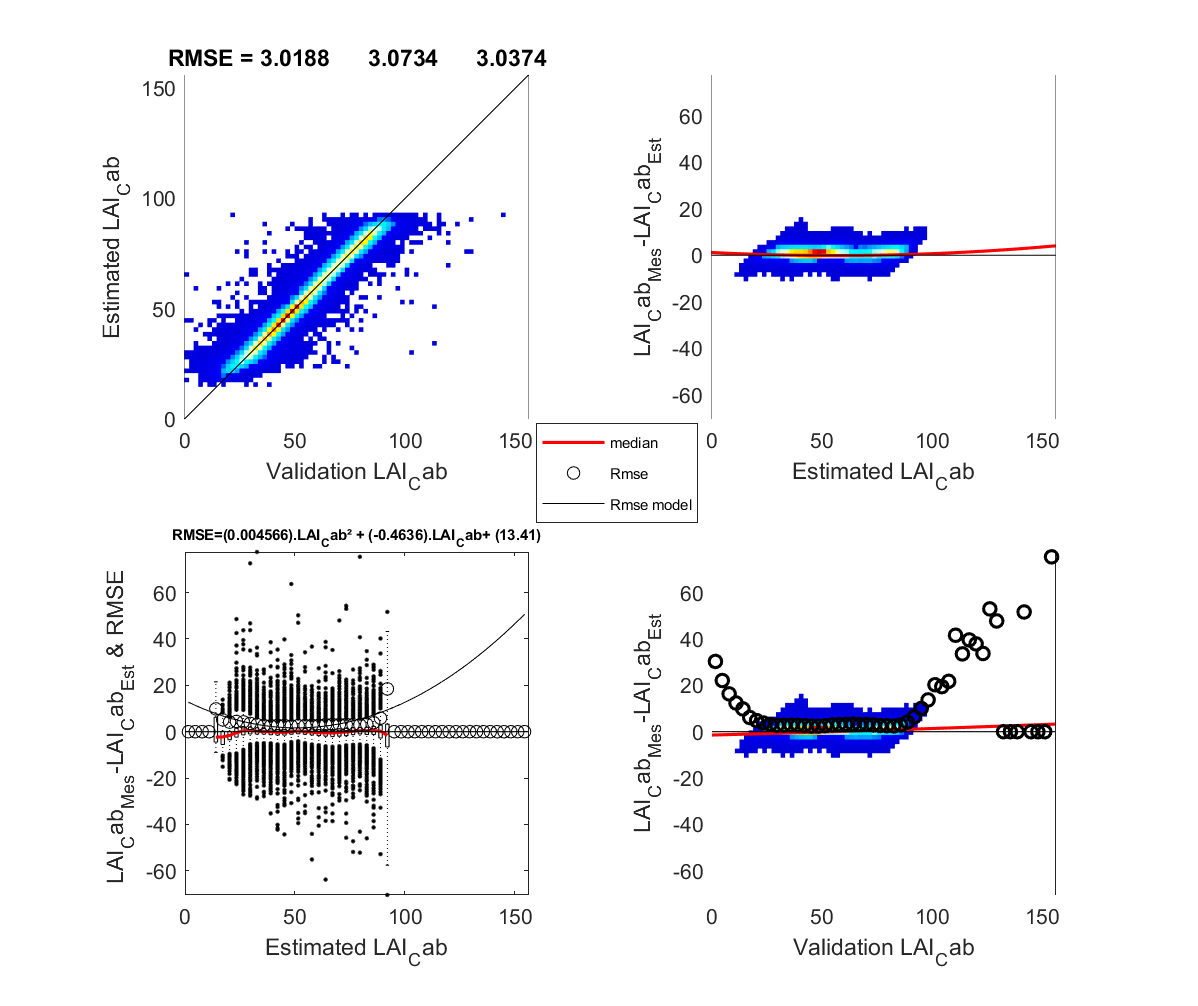 RMSE = 3.0188 3.0734 3.0374
150
100
50
0
0 50 100 150
Estimated LAI_Cab
Validation LAI_Cab
60
40
20
0
-20
-40
-60
0 50 100 150
LAI_Cab_Mes-LAI_Cab_Est
Estimated LAI_Cab
median
Rmse
Rmse model
RMSE=(0.004566).LAI_Cab² + (-0.4636).LAI_Cab+ (13.41)
60
40
20
0
-20
-40
-60
0 50 100 150
LAI_Cab_Mes-LAI_Cab_Est & RMSE
Estimated LAI_Cab
60
40
20
0
-20
-40
-60
0 50 100 150
LAI_Cab_Mes-LAI_Cab_Est
Validation LAI_Cab